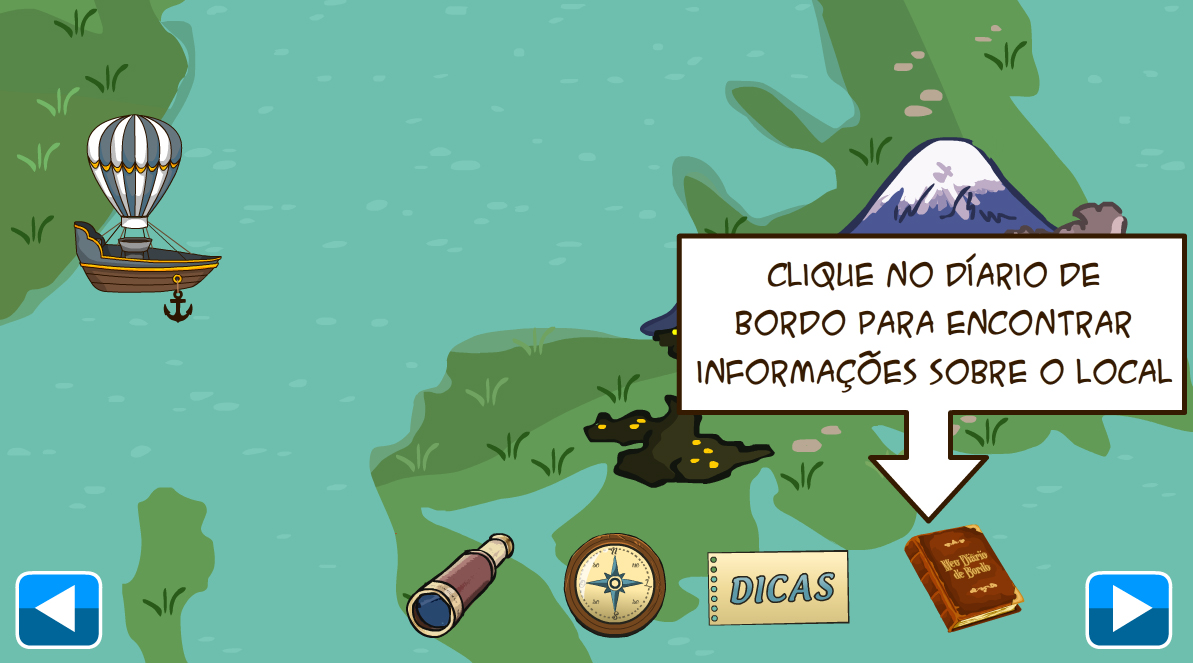 CLIQUE NO DÍARIO DE
BORDO PARA ENCONTRAR
INFORMAÇÕES SOBRE O LOCAL
DICAS
Meu Diário
de Bordo